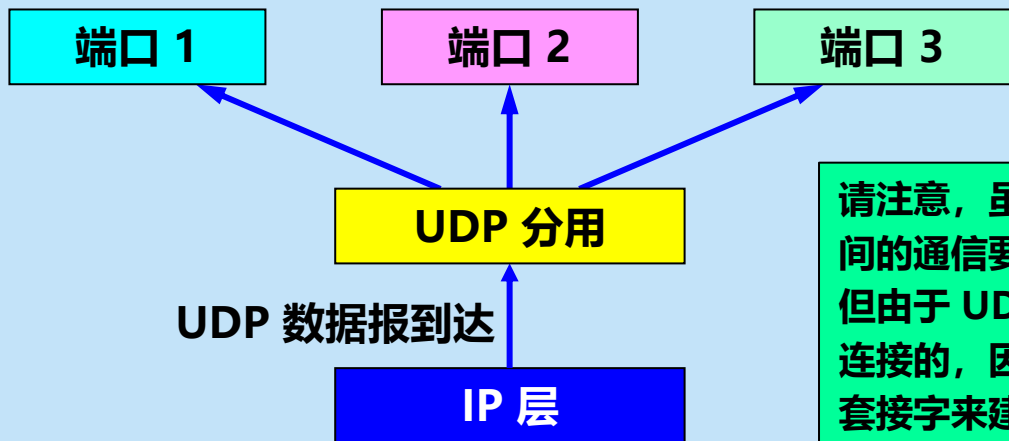 端口 1
端口 2
端口 3
UDP 分用
UDP 数据报到达
IP 层
请注意，虽
间的通信要
但由于 UD
连接的，因
套接字来建